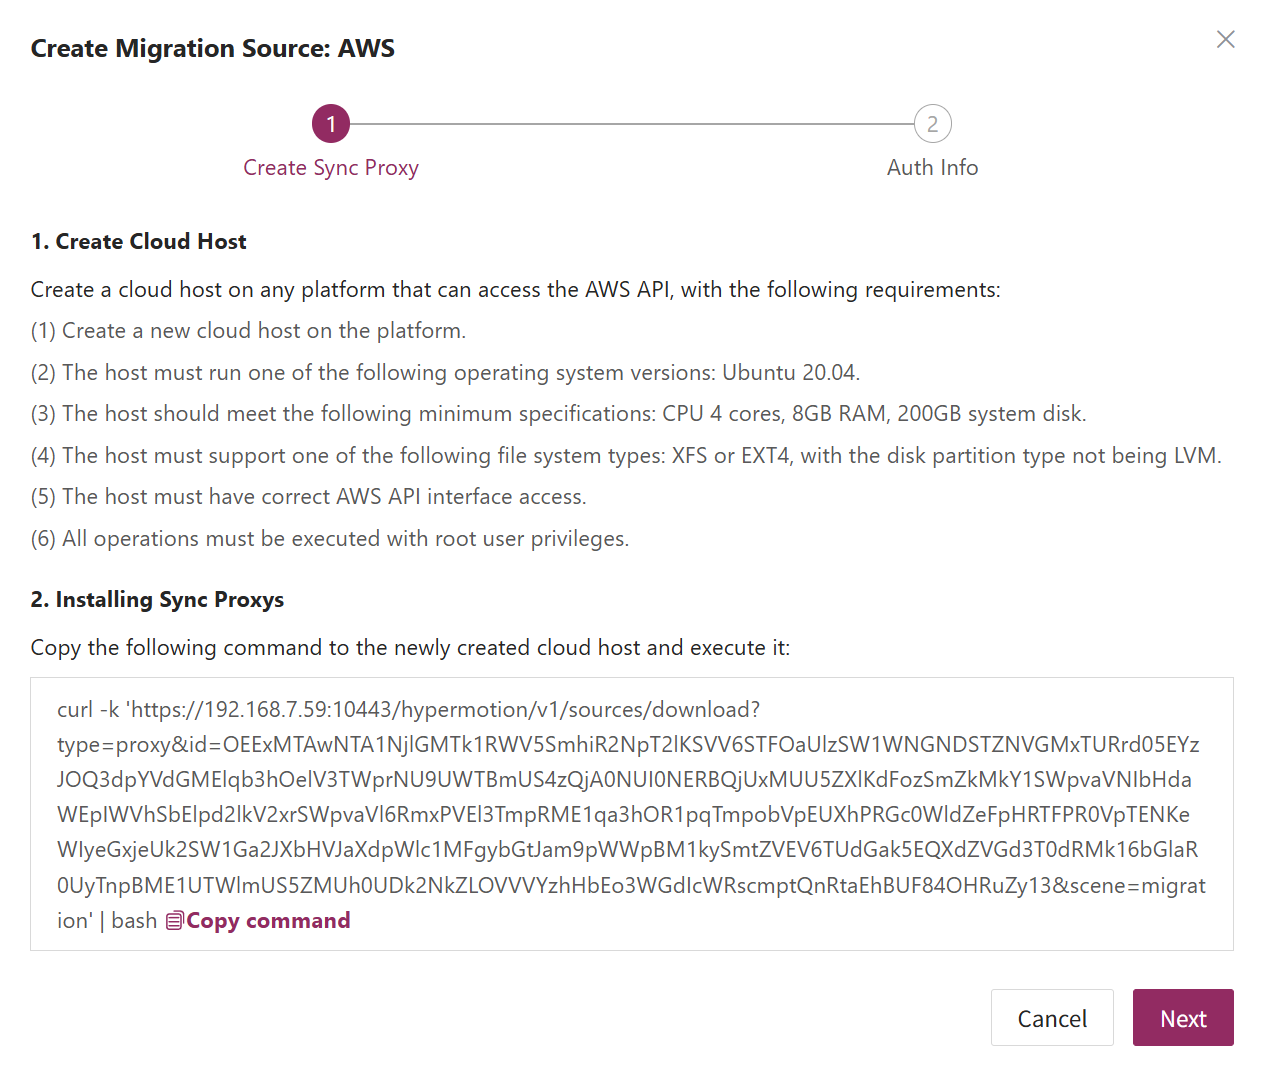 Create Migration Source: AWS
1
2
Create Sync Proxy
Auth Info
1. Create Cloud Host
Create a cloud host on any platform that can access the AWS API, with the following requirements:
(1) Create a new cloud host on the platform.
(2) The host must run one of the following operating system versions: Ubuntu 20.04.
(3) The host should meet the following minimum specifications: CPU 4 cores, 8GB RAM, 200GB system disk.
(4) The host must support one of the following file system types: XFS or EXT4, with the disk partition type not being LVM.
(5) The host must have correct AWS API interface access.
(6) All operations must be executed with root user privileges.
2. Installing Sync Proxys
Copy the following command to the newly created cloud host and execute it:
curl -k 'https://192.168.7.59:10443/hypermotion/v1/sources/download?
type=proxy&id=OEExMTAwNTA1NjlGMTk1RWV5SmhiR2NpT2lKSVV6STFOaUlzSW1WNGNDSTZNVGMxTURrd05EYz
JOQ3dpYVdGMElqb3hOelV3TWprNU9UWTBmUS4zQjA0NUI0NERBQjUxMUU5ZXlKdFozSmZkMkY1SWpvaVNIbHda
WEpIWVhSbElpd2lkV2xrSWpvaVl6RmxPVEl3TmpRME1qa3hOR1pqTmpobVpEUXhPRGc0WldZeFpHRTFPR0VpTENKe
WIyeGxjeUk2SW1Ga2JXbHVJaXdpWlc1MFgybGtJam9pWWpBM1kySmtZVEV6TUdGak5EQXdZVGd3T0dRMk16bGlaR
0UyTnpBME1UTWlmUS5ZMUh0UDk2NkZLOVVVYzhHbEo3WGdIcWRscmptQnRtaEhBUF84OHRuZy13&scene=migrat
ion' | bash Copy command
Cancel
Next